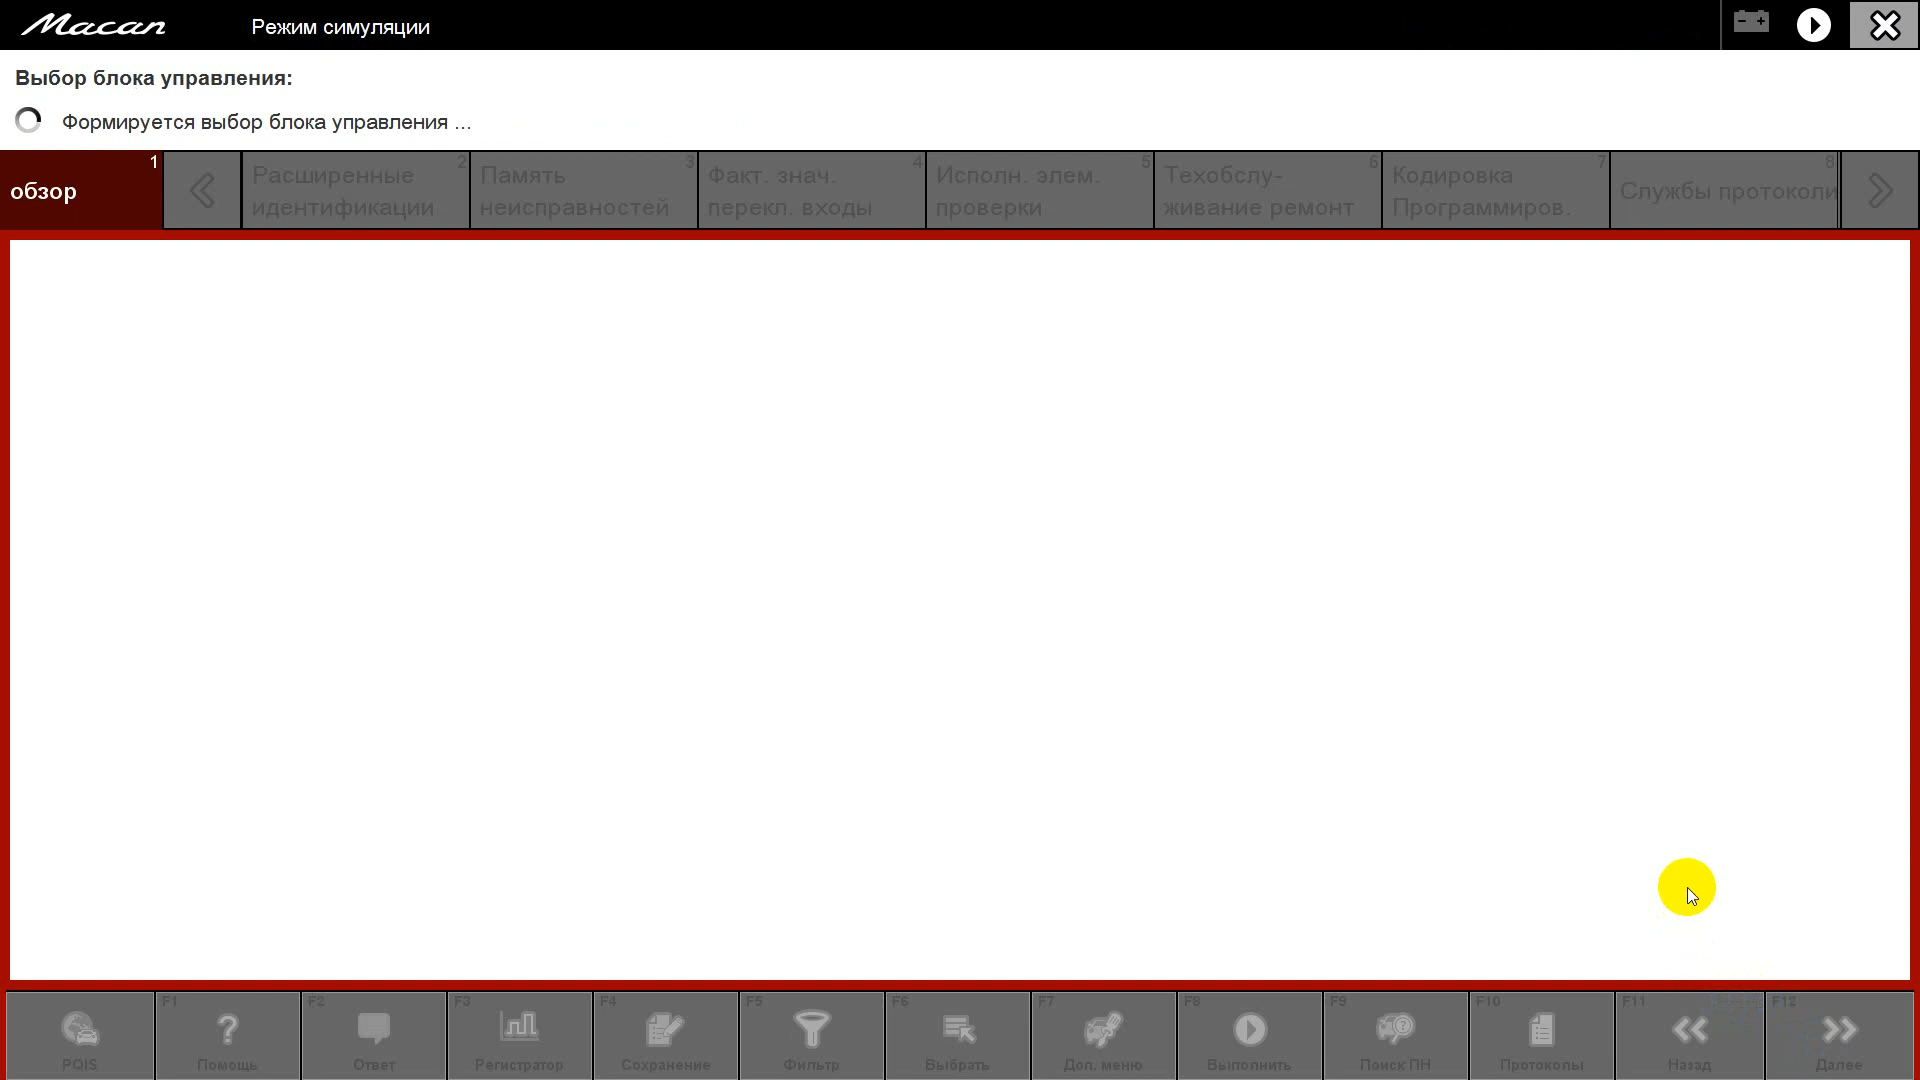 Macan
Режим симуляции
Выбор блока управления:
Формируется выбор блока управления ...
1
обзор
2
Расширенные
идентификации
3
Память
неисправностей
4
Факт. знач.
перекл. входы
5
Исполн. элем.
проверки
6
Техобслу-
живание ремонт
7
Кодировка
Программиров.
8
Службы протоколи
PQIS
F1
Помощь
F2
Ответ
F3
Регистратор
F4
Сохранение
F5
Фильтр
F6
Выбрать
F7
Доп. меню
F8
Выполнить
F9
Поиск ПН
F10
Протоколы
F11
Назад
F12
Далее